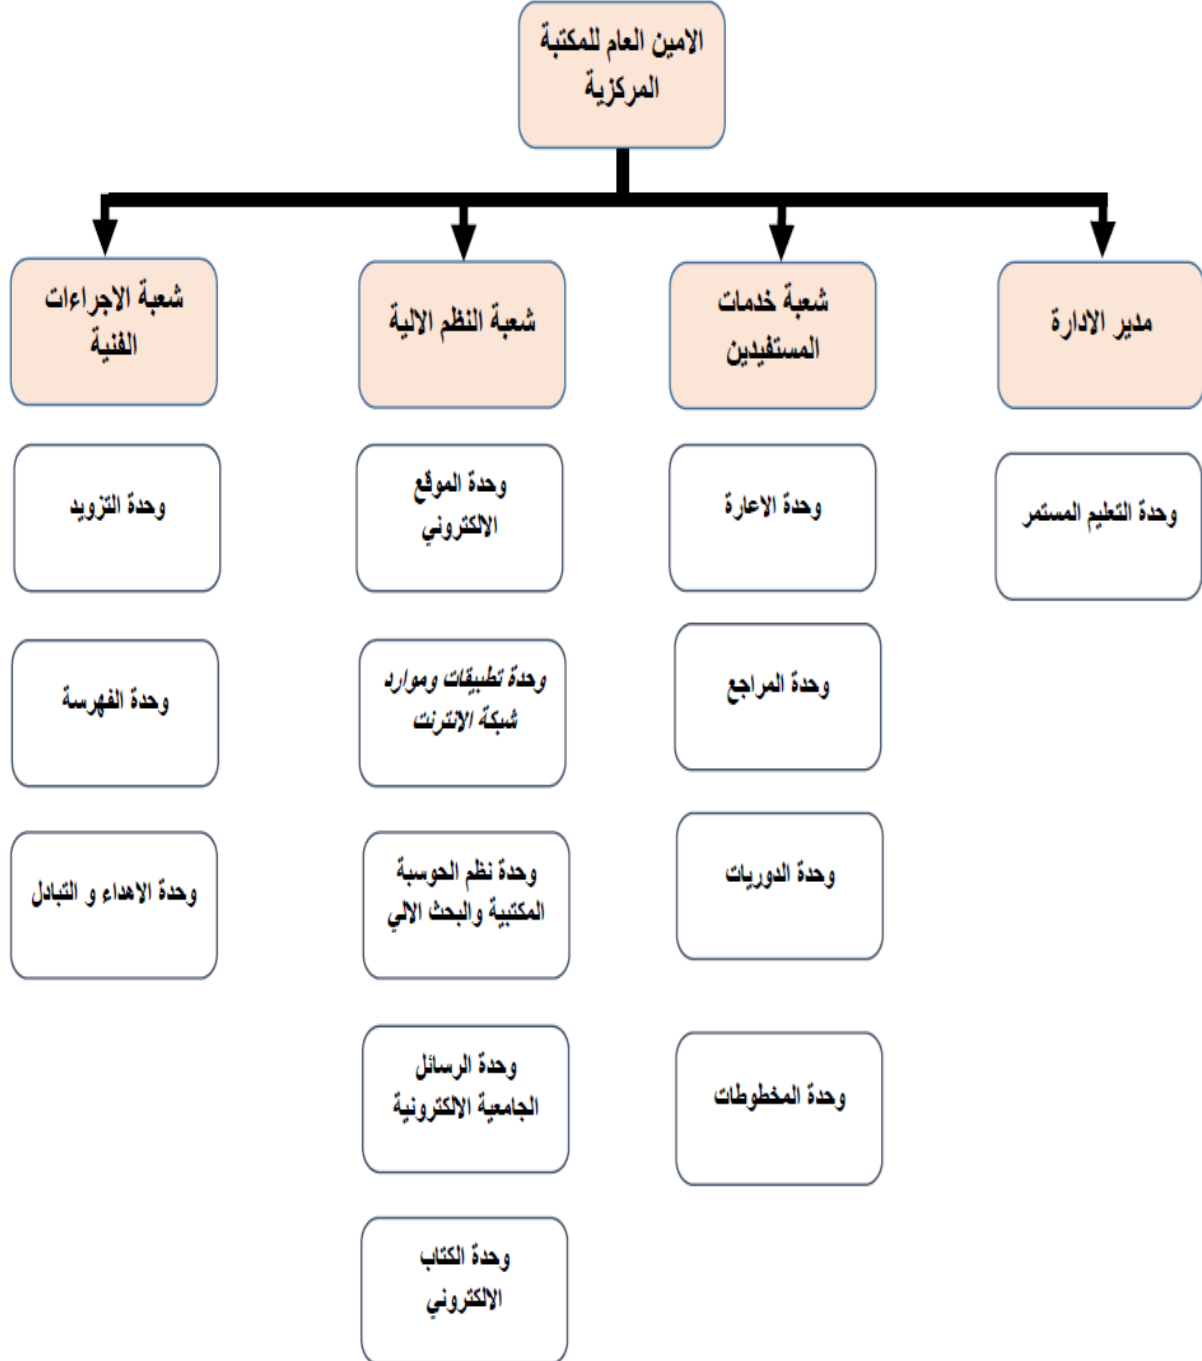 الامين العام للمكتبة
المركزية
مدير الادارة
شعبة خدمات
المستفيدين
شعبة النظم الالية
شعبة الاجراءات
الفنية
وحدة التعليم المستمر
وحدة الاعارة
وحدة الموقع
الالكتروني
وحدة التزويد
وحدة المراجع
وحدة تطبيقات وموارد
شبكة الانترنت
وحدة الفهرسة
وحدة الدوريات
وحدة نظم الحوسبة
المكتبية والبحث الالي
وحدة الاهداء و التبادل
وحدة المخطوطات
وحدة الرسائل
الجامعية الالكترونية
وحدة الكتاب
الالكتروني